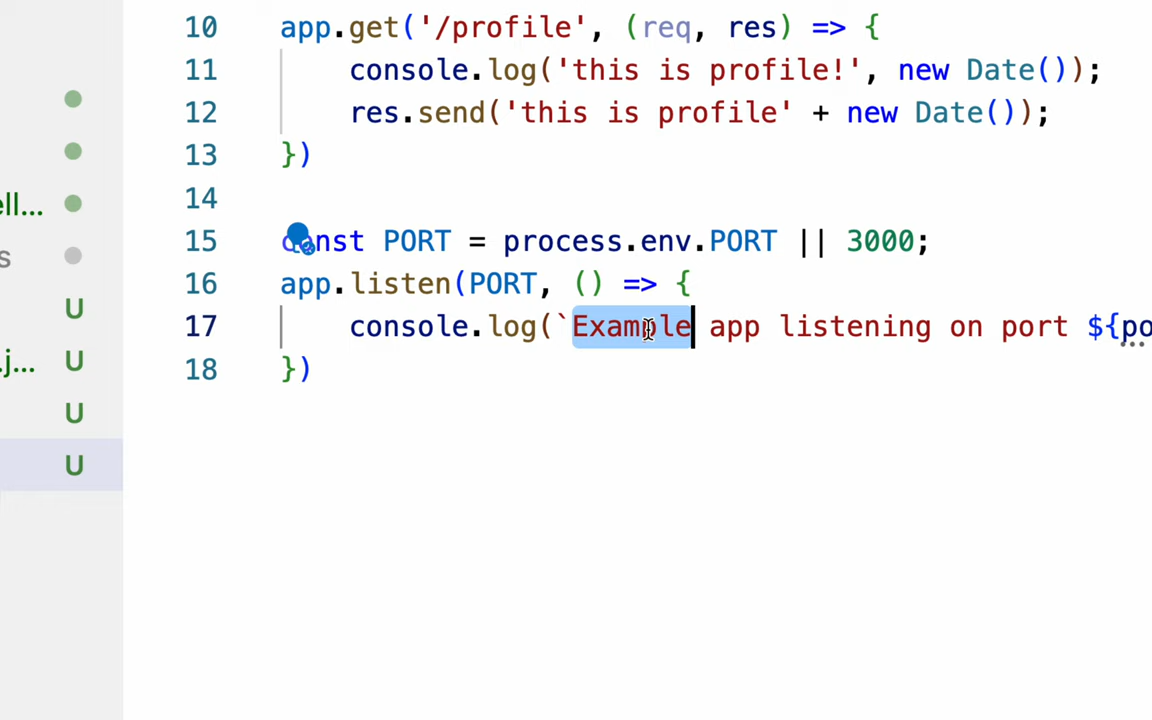 10 app.get('/profile', (req, res) => {
11 console.log('this is profile!', new Date());
12 res.send('this is profile' + new Date());
13 })
14
15 const PORT = process.env.PORT || 3000;
16 app.listen(PORT, () => {
17 console.log(`Example app listening on port ${po
18 })
ell...
s
U
.j... U
U
U